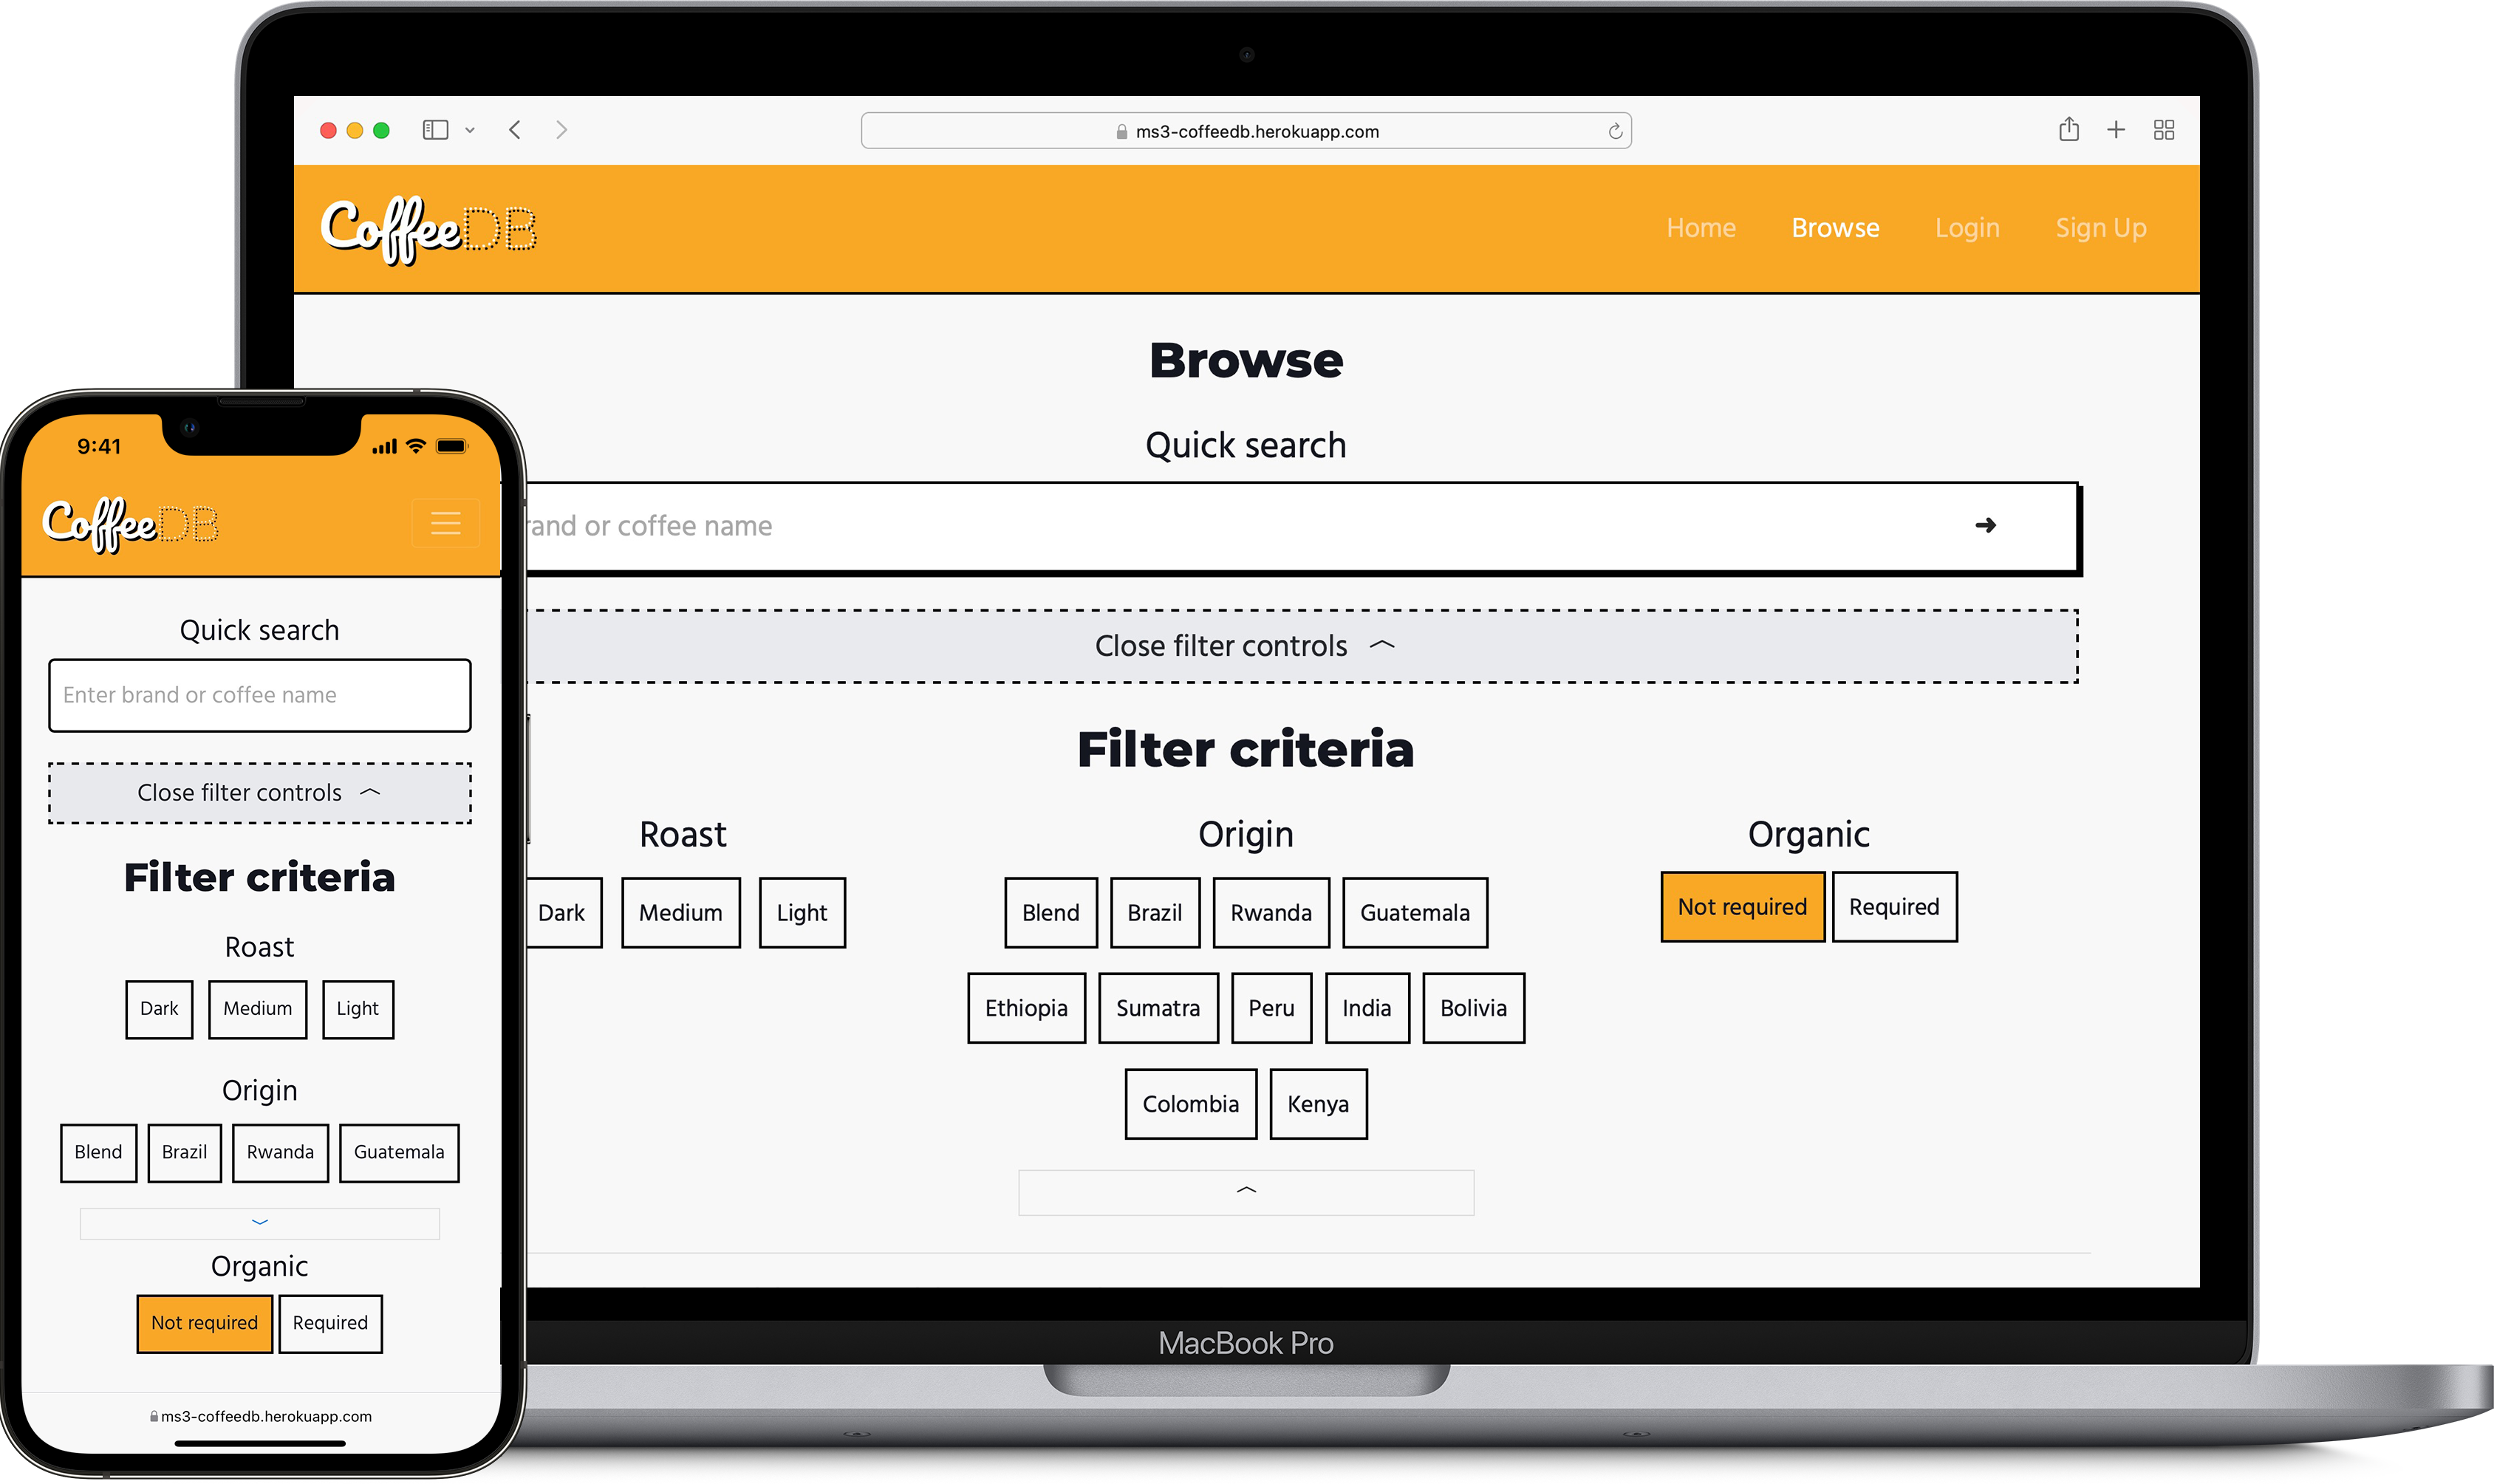 ms3-coffeedb.herokuapp.com
CoffeeDB
Home Browse Login Sign Up
Browse
Quick search
rand or coffee name
Close filter controls
Filter criteria
Roast Origin Organic
Dark Medium Light
Blend Brazil Rwanda Guatemala
Not required Required
Ethiopia Sumatra Peru India Bolivia
Colombia Kenya
MacBook Pro
9:41
CoffeeDB
Quick search
Enter brand or coffee name
Close filter controls
Filter criteria
Roast
Dark Medium Light
Origin
Blend Brazil Rwanda Guatemala
Organic
Not required Required
ms3-coffeedb.herokuapp.com